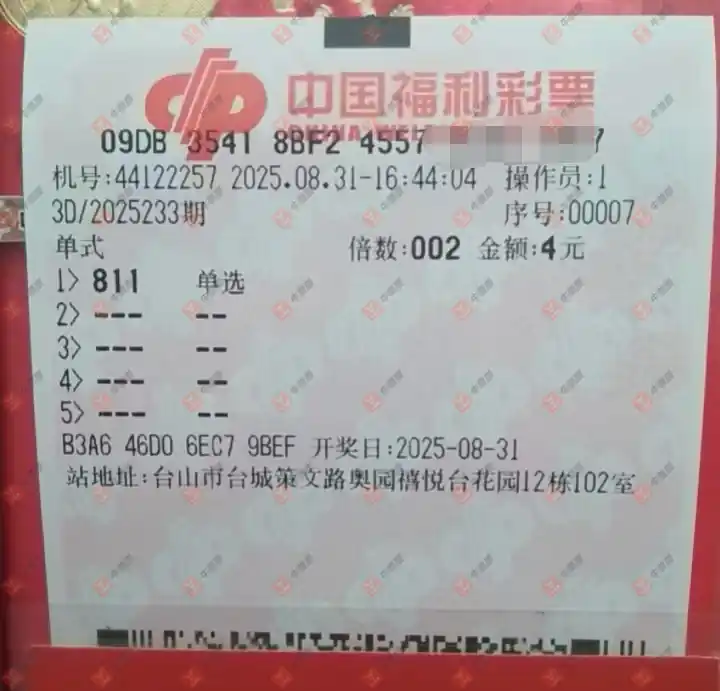 中国福利彩票
09DB 3541 8BF2 4557 7
机号:44122257 2025.08.31-16:44:04 操作员:1
3D/2025233期 序号:00007
单式 倍数:002 金额:4元
1> 811 单选
2> --- --
3> --- --
4> --- --
5> --- --
B3A6 46D0 6EC7 9BEF 开奖日:2025-08-31
站地址:台山市台城策文路奥园禧悦台花园12栋102室